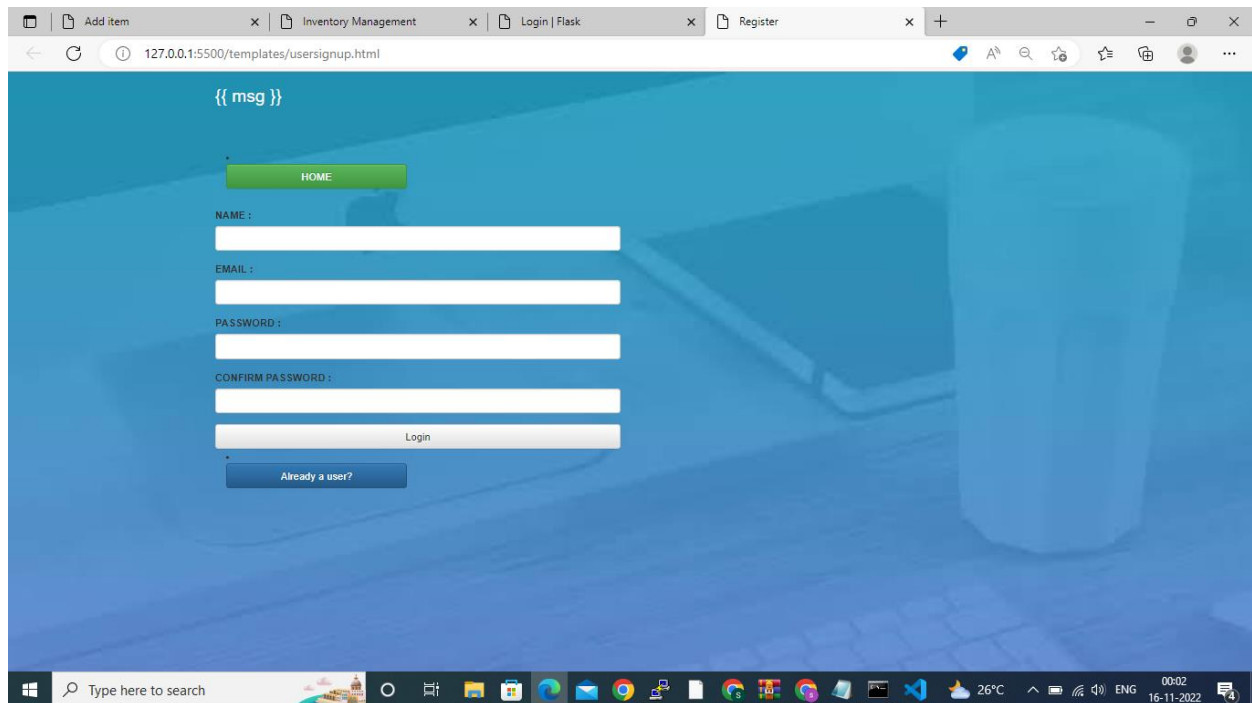 Add item
Inventory Management
Login | Flask
Register
127.0.0.1:5500/templates/usersignup.html
{{ msg }}
HOME
NAME :
EMAIL :
PASSWORD :
CONFIRM PASSWORD :
Login
Already a user?
Type here to search
26°C
ENG
00:02
16-11-2022
4